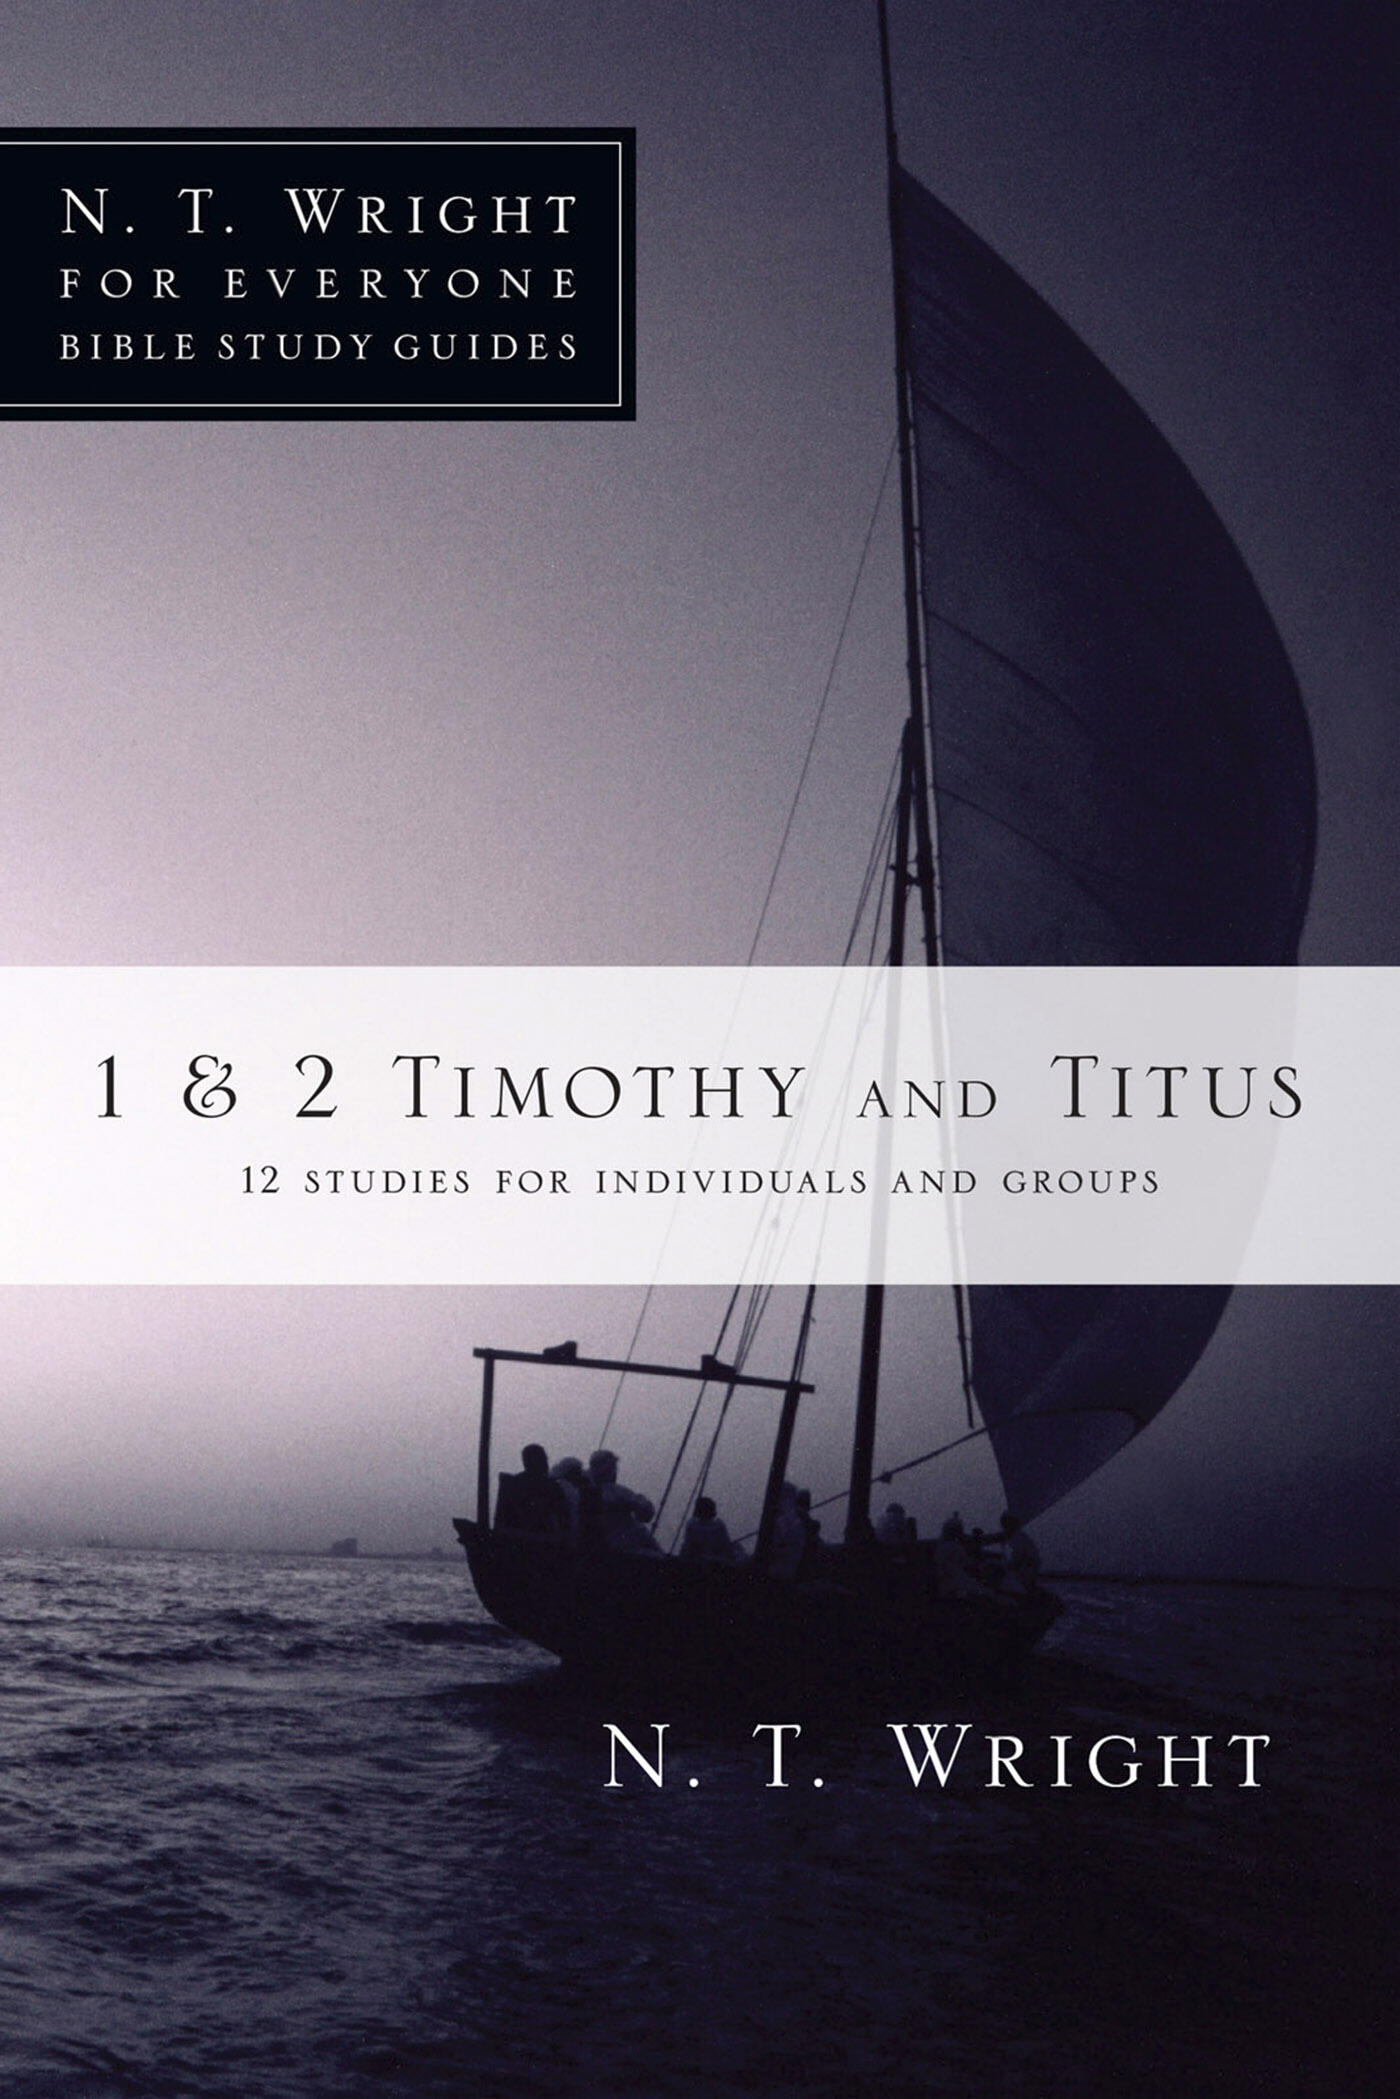 N. T. WRIGHT
FOR EVERYONE
BIBLE STUDY GUIDES
1 & 2 TIMOTHY AND TITUS
12 STUDIES FOR INDIVIDUALS AND GROUPS
N. T. WRIGHT